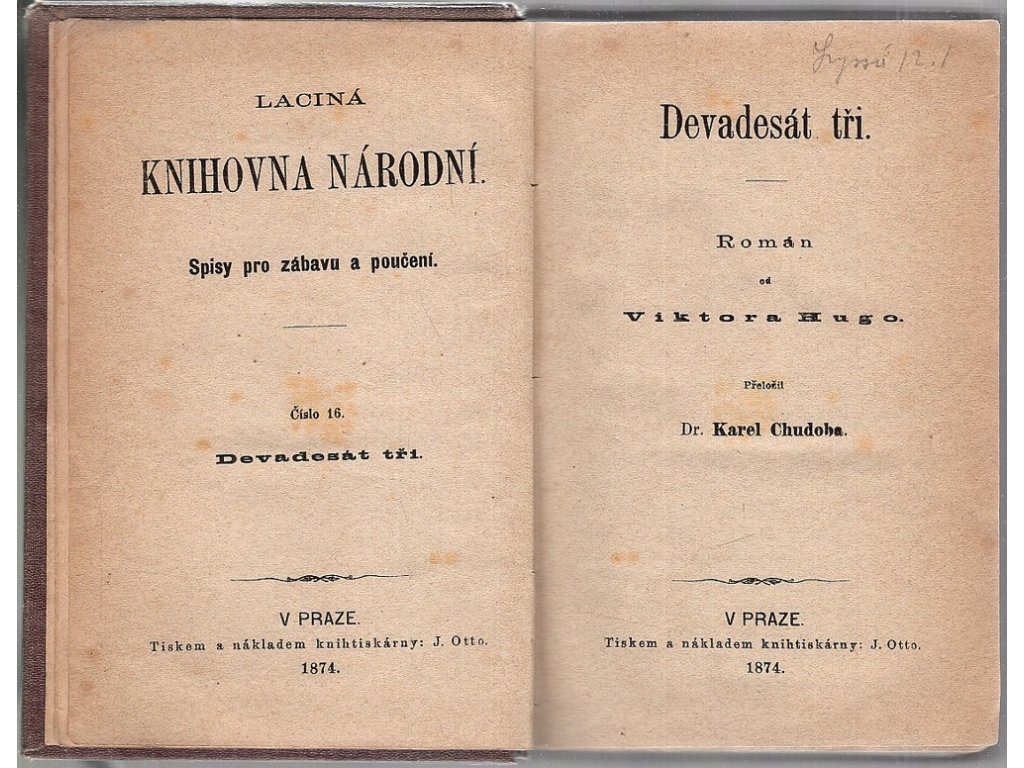 LACINÁ
KNIHOVNA NÁRODNÍ.
Spisy pro zábavu a poučení.
Číslo 16.
Devadesát tři.
V PRAZE.
Tiskem a nákladem knihtiskárny: J. Otto.
1874.
Devadesát tři.
Román
od
Viktora Hugo.
Přeložil
Dr. Karel Chudoba.
V PRAZE.
Tiskem a nákladem knihtiskárny: J. Otto.
1874.